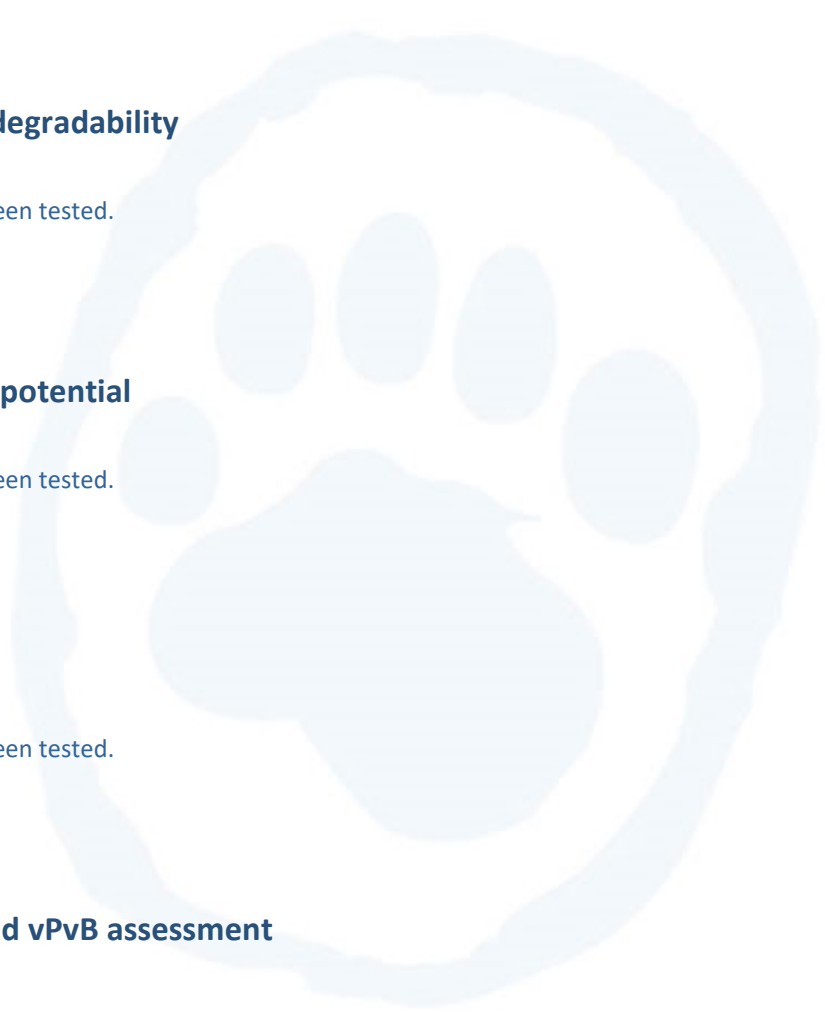 degradability
een tested.
potential
een tested.
een tested.
d vPvB assessment